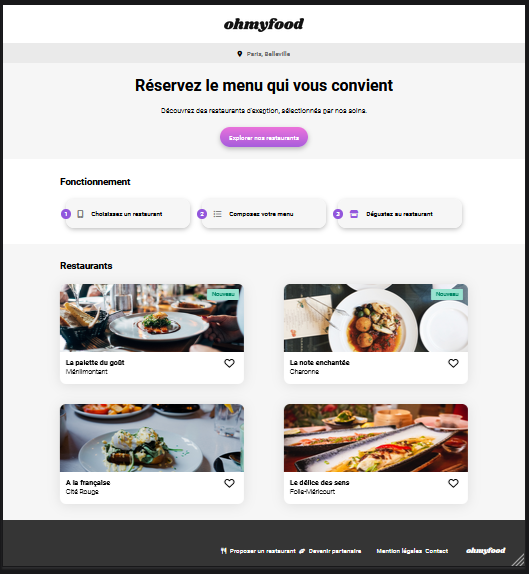 ohmyfood
Paris, Belleville
Réservez le menu qui vous convient
Découvrez des restaurants d'exeption, sélectionnés par nos soins.
Explorer nos restaurants
Fonctionnement
1 Choisissez un restaurant
2 Composez votre menu
3 Dégustez au restaurant
Restaurants
Nouveau
La palette du goût
Ménilmontant
Nouveau
La note enchantée
Charonne
A la française
Cité Rouge
Le délice des sens
Folie-Méricourt
Proposer un restaurant Devenir partenaire Mention légales Contact ohmyfood